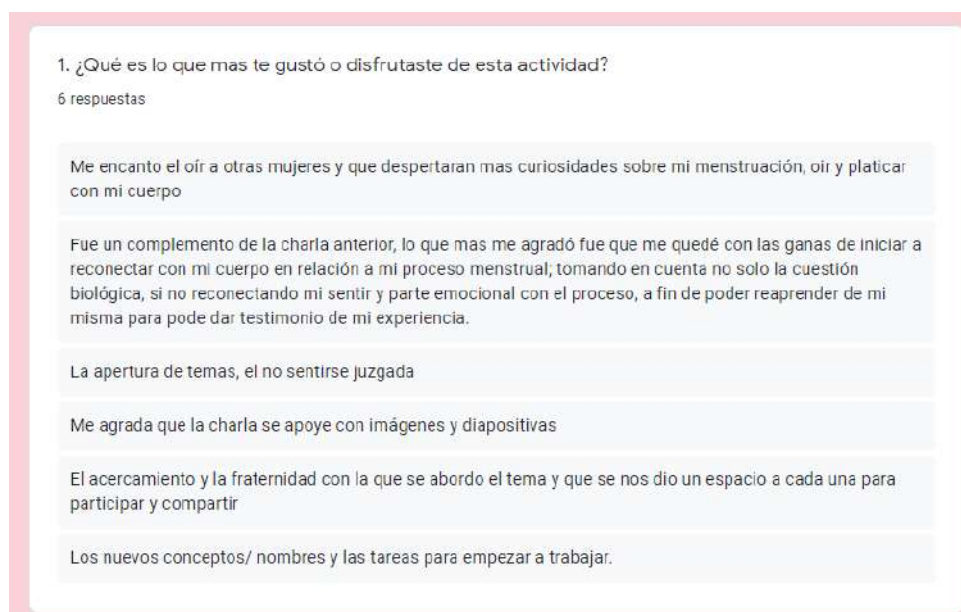 1. ¿Qué es lo que mas te gustó o disfrutaste de esta actividad?
6 respuestas
Me encanto el oír a otras mujeres y que despertaran mas curiosidades sobre mi menstruación, oir y platicar
con mi cuerpo
Fue un complemento de la charla anterior, lo que mas me agradó fue que me quedé con las ganas de iniciar a
reconectar con mi cuerpo en relación a mi proceso menstrual; tomando en cuenta no solo la cuestión
biológica, si no reconectando mi sentir y parte emocional con el proceso, a fin de poder reaprender de mi
misma para pode dar testimonio de mi experiencia.
La apertura de temas, el no sentirse juzgada
Me agrada que la charla se apoye con imágenes y diapositivas
El acercamiento y la fraternidad con la que se abordo el tema y que se nos dio un espacio a cada una para
participar y compartir
Los nuevos conceptos/ nombres y las tareas para empezar a trabajar.